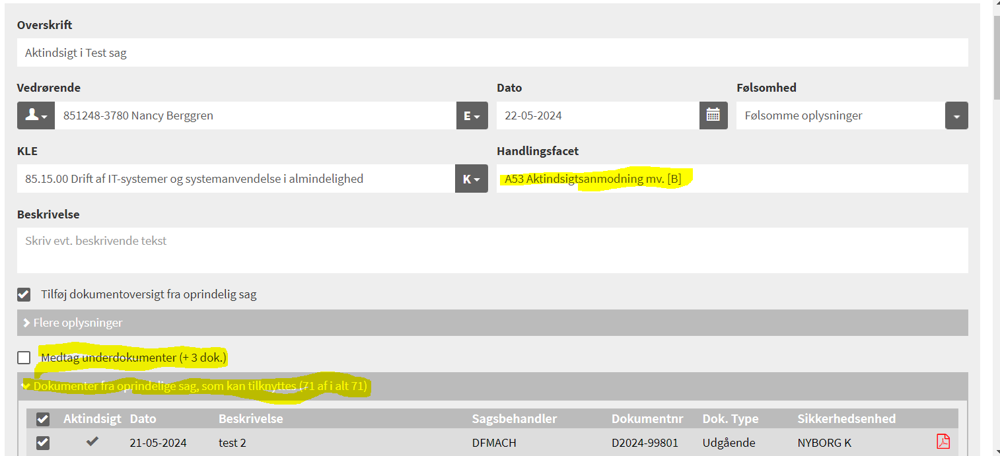 Overskrift
Aktindsigt i Test sag
Vedrørende
Dato
Følsomhed
851248-3780 Nancy Berggren
E
22-05-2024
Følsomme oplysninger
KLE
Handlingsfacet
85.15.00 Drift af IT-systemer og systemanvendelse i almindelighed
K
A53 Aktindsigtsanmodning mv. [B]
Beskrivelse
Skriv evt. beskrivende tekst
Tilføj dokumentoversigt fra oprindelig sag
Flere oplysninger
Medtag underdokumenter (+ 3 dok.)
Dokumenter fra oprindelige sag, som kan tilknyttes (71 af i alt 71)
Aktindsigt Dato Beskrivelse Sagsbehandler Dokumentnr Dok. Type Sikkerhedsenhed
21-05-2024 test 2 DFMACH D2024-99801 Udgående NYBORG K